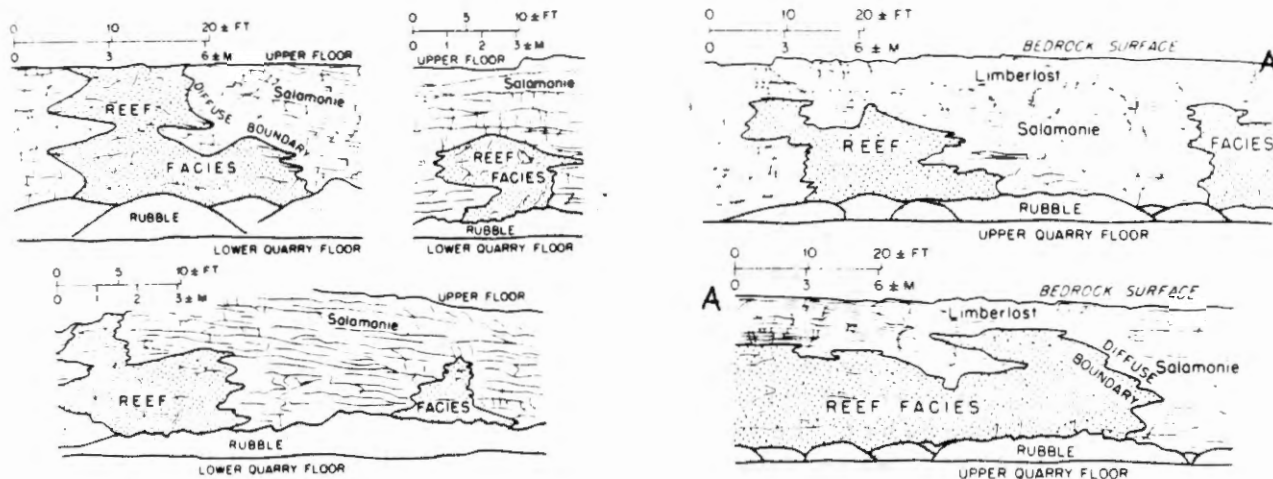 0 10 20 ± FT
0 3 6 ± M
UPPER FLOOR
REEF
DIFFUSE BOUNDARY
Salamonie
FACIES
RUBBLE
LOWER QUARRY FLOOR
0 5 10 ± FT
0 1 2 3 ± M
UPPER FLOOR
Salamonie
REEF
FACIES
RUBBLE
LOWER QUARRY FLOOR
0 10 20 ± FT
0 3 6 ± M
BEDROCK SURFACE
A
Limberlost
Salamonie
REEF
FACIES
RUBBLE
UPPER QUARRY FLOOR
0 5 10 ± FT
0 1 2 3 ± M
UPPER FLOOR
Salamonie
REEF
FACIES
RUBBLE
LOWER QUARRY FLOOR
0 10 20 ± FT
0 3 6 ± M
A
BEDROCK SURFACE
Limberlost
DIFFUSE
BOUNDARY
Salamonie
REEF FACIES
RUBBLE
UPPER QUARRY FLOOR